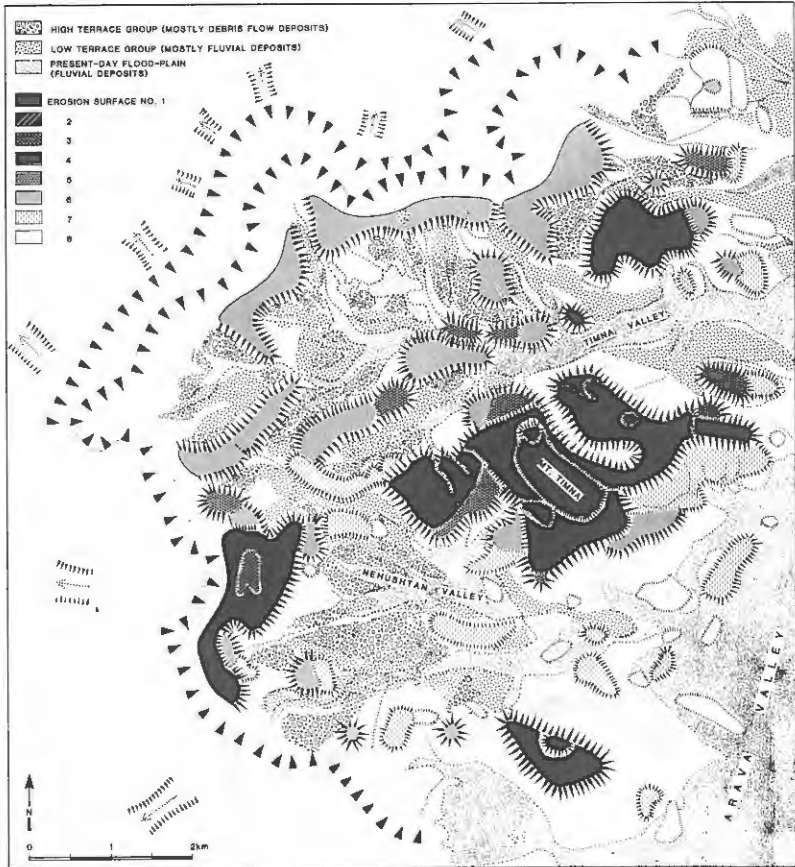 HIGH TERRACE GROUP (MOSTLY DEBRIS FLOW DEPOSITS)
LOW TERRACE GROUP (MOSTLY FLUVIAL DEPOSITS)
PRESENT-DAY FLOOD-PLAIN
(FLUVIAL DEPOSITS)
EROSION SURFACE NO. 1
2
3
4
5
6
7
8
TIMNA VALLEY
MT. TIMNA
NEHUSHTAN VALLEY
ARAVA VALLEY
N
0 1 2km